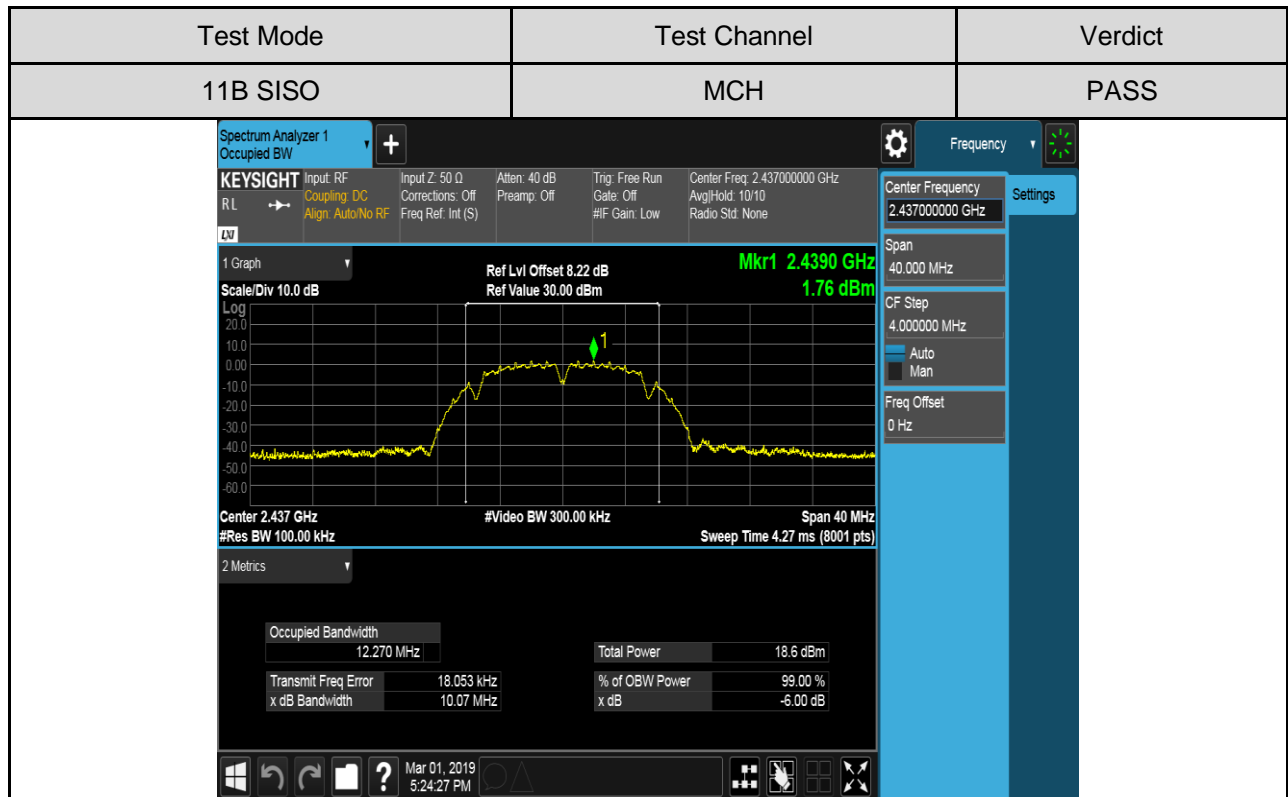 Test Mode Test Channel Verdict
11B SISO MCH PASS
Spectrum Analyzer 1
Occupied BW
+
Frequency
KEYSIGHT Input: RF Input Z: 50 Ω Atten: 40 dB Trig: Free Run Center Freq: 2.437000000 GHz
RL Coupling: DC Corrections: Off Preamp: Off Gate: Off Avg|Hold: 10/10
Align: Auto/No RF Freq Ref: Int (S) #IF Gain: Low Radio Std: None
LXI
Center Frequency
2.437000000 GHz
Settings
Span
40.000 MHz
CF Step
4.000000 MHz
Auto
Man
Freq Offset
0 Hz
1 Graph
Scale/Div 10.0 dB
Ref Lvl Offset 8.22 dB
Ref Value 30.00 dBm
Mkr1 2.4390 GHz
1.76 dBm
Log
20.0
10.0
0.00
-10.0
-20.0
-30.0
-40.0
-50.0
-60.0
1
Center 2.437 GHz #Video BW 300.00 kHz Span 40 MHz
#Res BW 100.00 kHz Sweep Time 4.27 ms (8001 pts)
2 Metrics
Occupied Bandwidth
12.270 MHz
Total Power 18.6 dBm
Transmit Freq Error 18.053 kHz % of OBW Power 99.00 %
x dB Bandwidth 10.07 MHz x dB -6.00 dB
?
Mar 01, 2019
5:24:27 PM